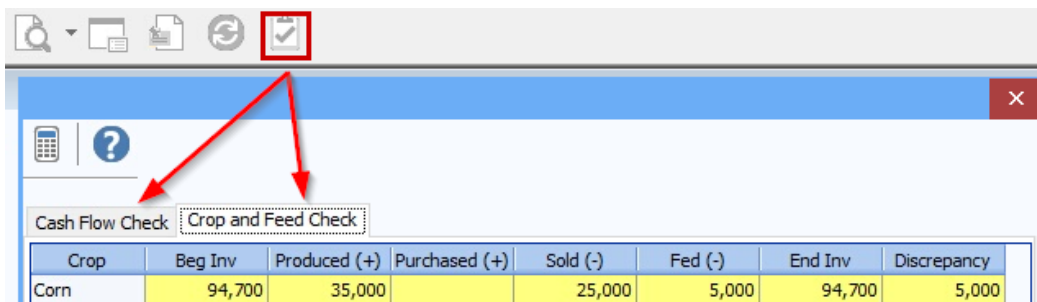 Cash Flow Check Crop and Feed Check
Crop Beg Inv Produced (+) Purchased (+) Sold (-) Fed (-) End Inv Discrepancy
Corn 94,700 35,000 25,000 5,000 94,700 5,000